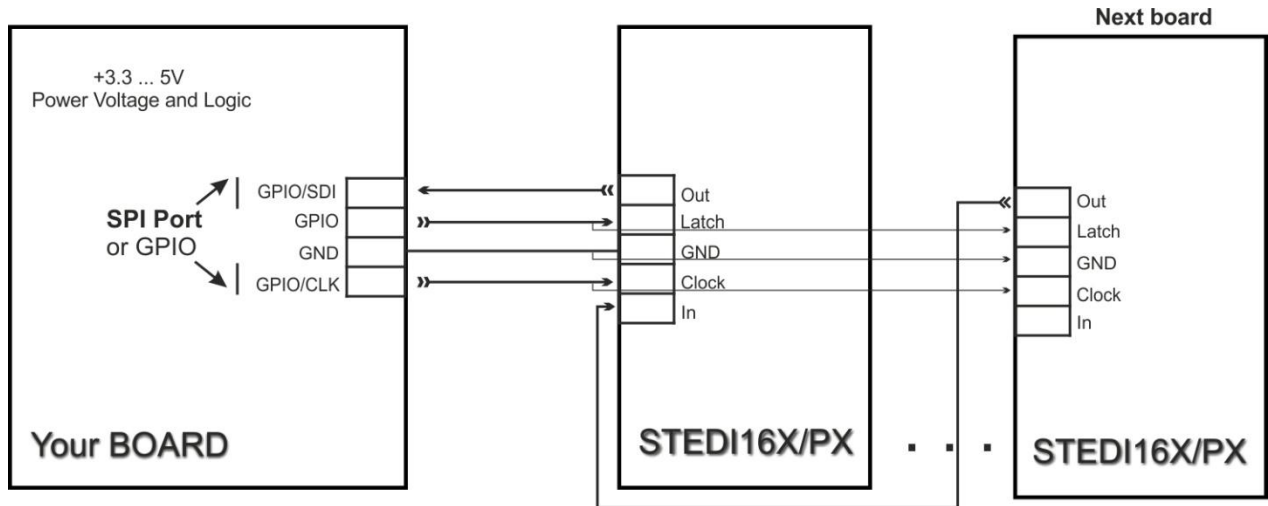 Next board
+3.3 ... 5V
Power Voltage and Logic
SPI Port
or GPIO
GPIO/SDI
GPIO
GND
GPIO/CLK
Your BOARD
Out
Latch
GND
Clock
In
STEDI16X/PX
. . .
Out
Latch
GND
Clock
In
STEDI16X/PX